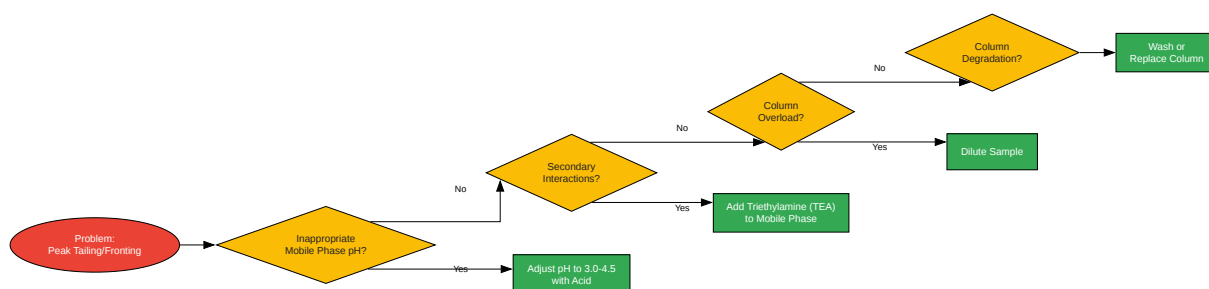 Problem:
Peak Tailing/Fronting
Inappropriate
Mobile Phase pH?
Yes
Adjust pH to 3.0-4.5
with Acid
No
Secondary
Interactions?
Yes
Add Triethylamine (TEA)
to Mobile Phase
No
Column
Overload?
Yes
Dilute Sample
No
Column
Degradation?
Wash or
Replace Column